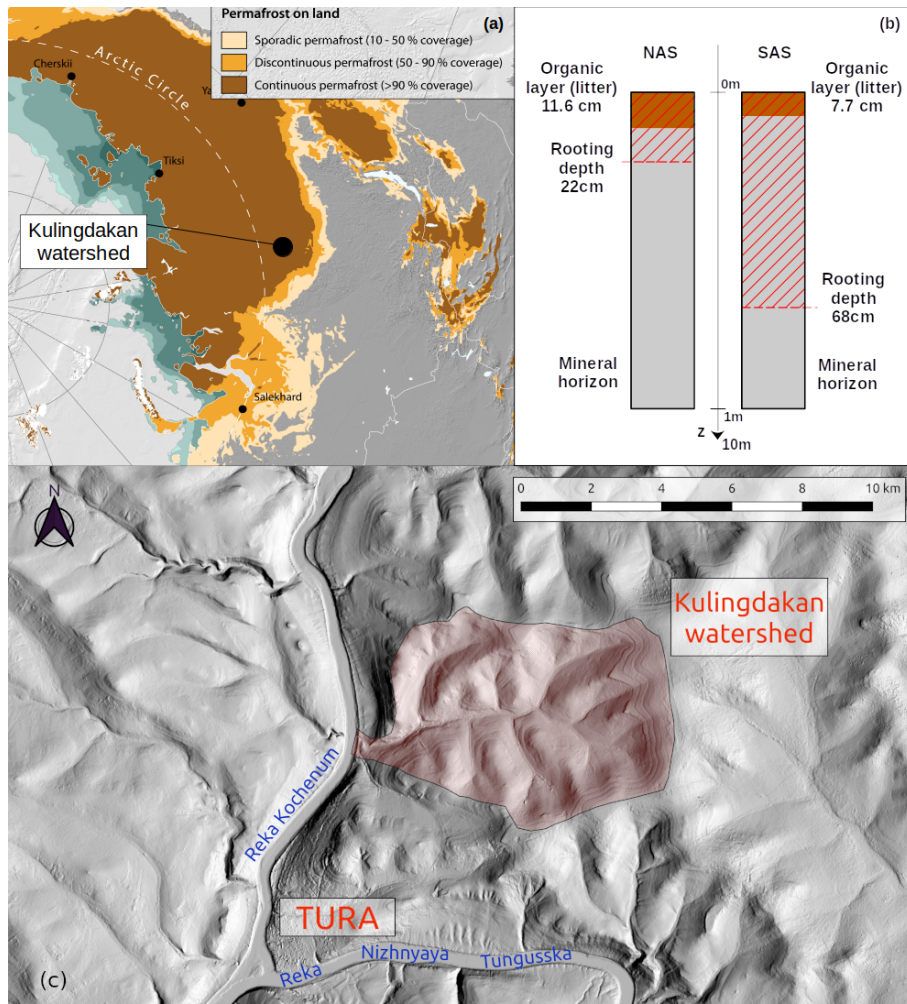 Permafrost on land
(a)
Sporadic permafrost (10 - 50 % coverage)
Discontinuous permafrost (50 - 90 % coverage)
Continuous permafrost (>90 % coverage)
Arctic Circle
Cherskii
Ya
Tiksi
Kulingdakan
watershed
Salekhard
(b)
NAS
SAS
Organic
layer (litter)
11.6 cm
0m
Organic
layer (litter)
7.7 cm
Rooting
depth
22cm
Rooting
depth
68cm
Mineral
horizon
Mineral
horizon
1m
z
10m
N
0 2 4 6 8 10 km
Kulingdakan
watershed
Reka Kochenum
TURA
Reka Nizhnyaya Tungusska
(c)